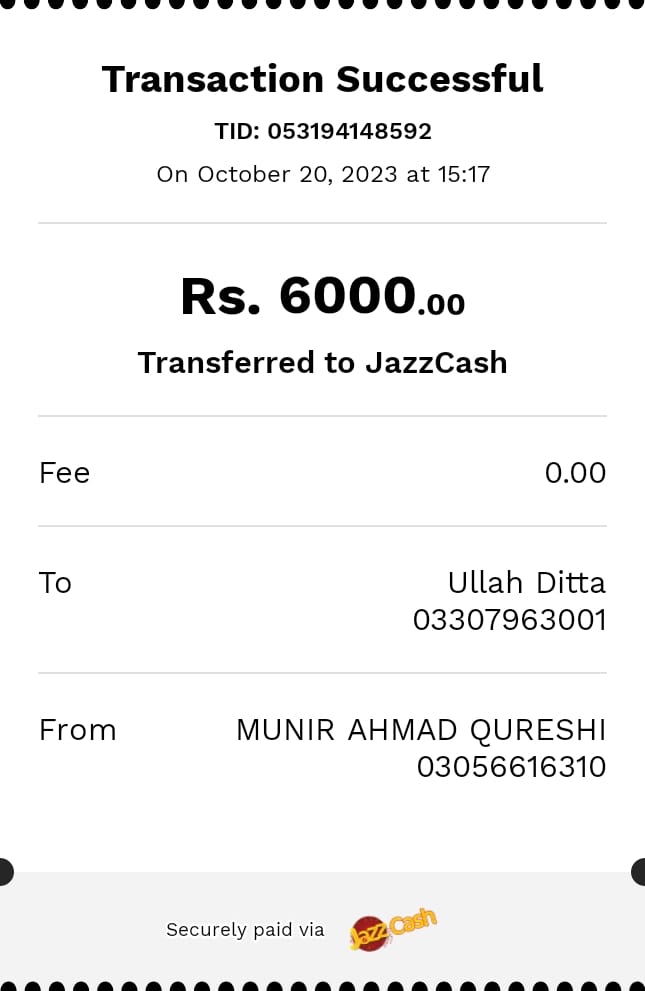 Transaction Successful
TID: 053194148592
On October 20, 2023 at 15:17
Rs. 6000.00
Transferred to JazzCash
Fee 0.00
To Ullah Ditta
03307963001
From MUNIR AHMAD QURESHI
03056616310
Securely paid via JazzCash